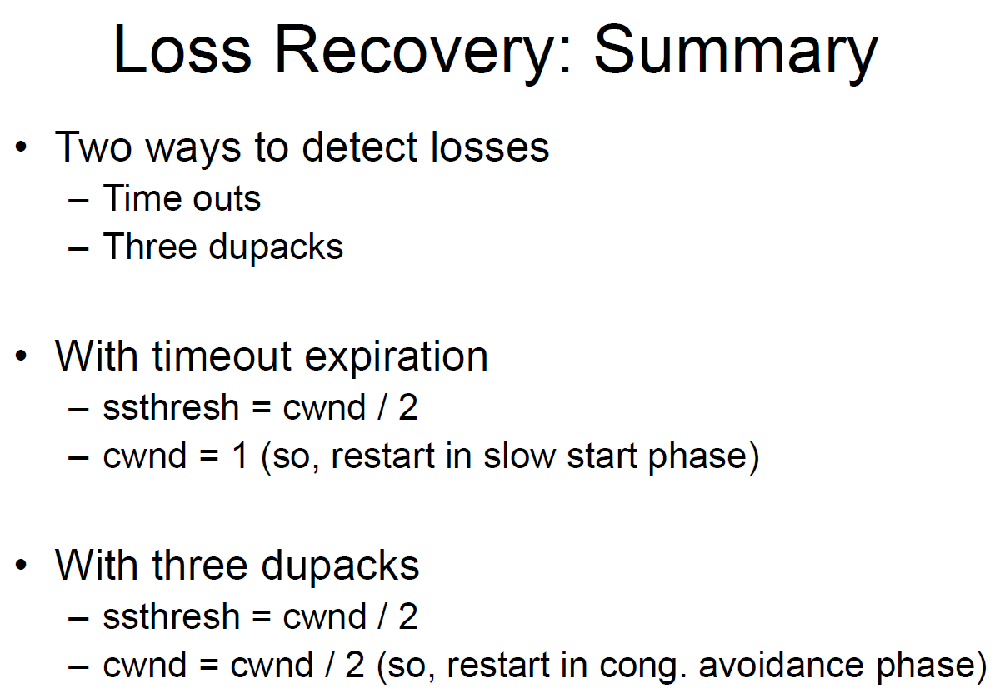 Loss Recovery: Summary
• Two ways to detect losses
– Time outs
– Three dupacks
• With timeout expiration
– ssthresh = cwnd / 2
– cwnd = 1 (so, restart in slow start phase)
• With three dupacks
– ssthresh = cwnd / 2
– cwnd = cwnd / 2 (so, restart in cong. avoidance phase)